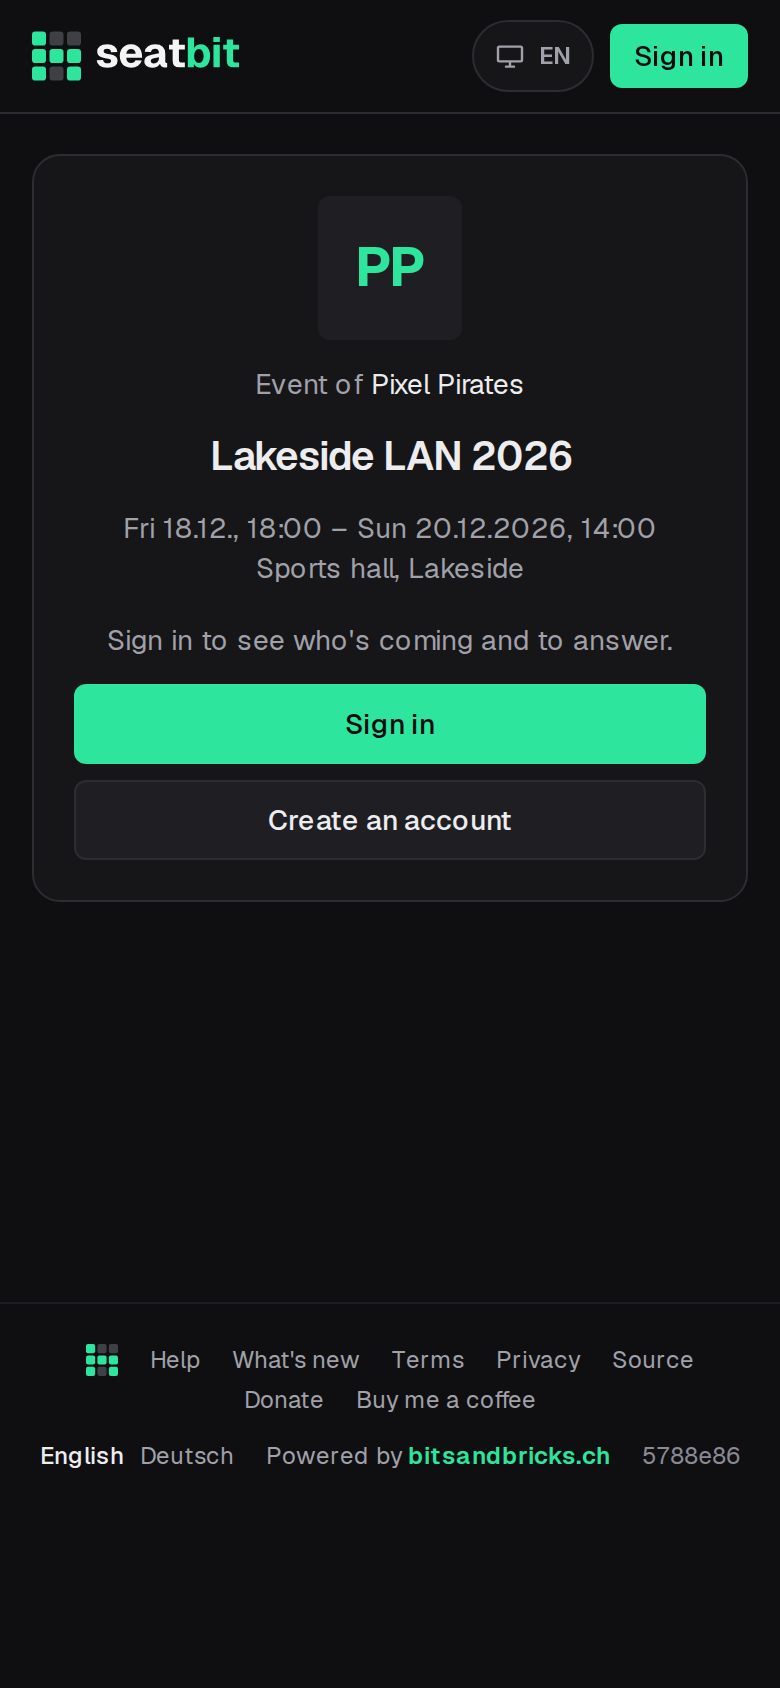 seatbit EN Sign in
PP
Event of Pixel Pirates
Lakeside LAN 2026
Fri 18.12., 18:00 – Sun 20.12.2026, 14:00
Sports hall, Lakeside
Sign in to see who's coming and to answer.
Sign in
Create an account
Help What's new Terms Privacy Source
Donate Buy me a coffee
English Deutsch Powered by bitsandbricks.ch 5788e86